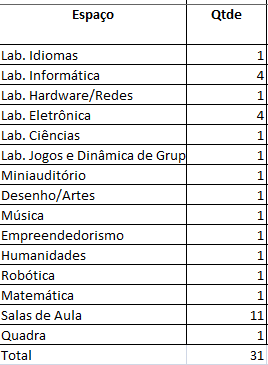 Espaço Qtde
Lab. Idiomas 1
Lab. Informática 4
Lab. Hardware/Redes 1
Lab. Eletrônica 4
Lab. Ciências 1
Lab. Jogos e Dinâmica de Grup 1
Miniauditório 1
Desenho/Artes 1
Música 1
Empreendedorismo 1
Humanidades 1
Robótica 1
Matemática 1
Salas de Aula 11
Quadra 1
Total 31